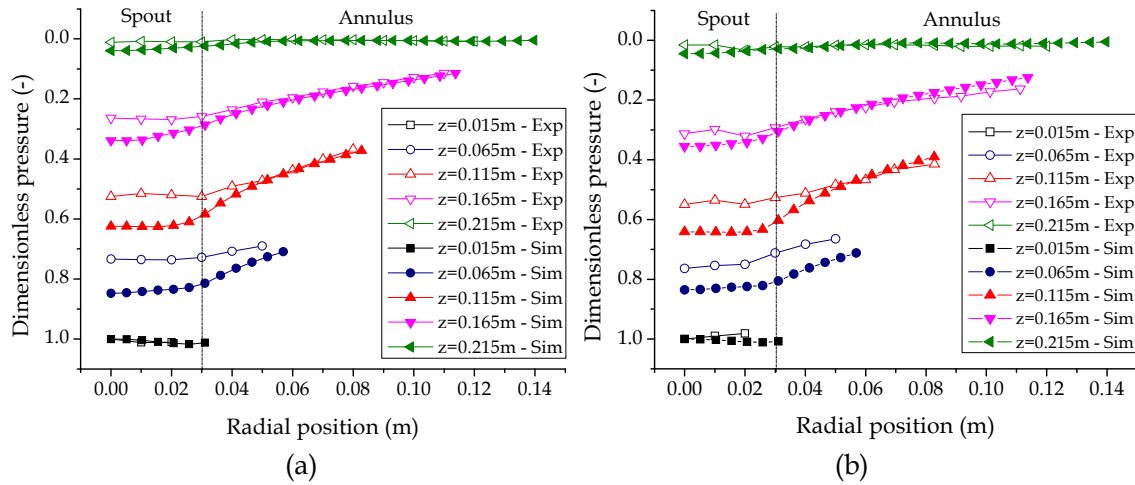 Spout Annulus
0.0
0.2
0.4
0.6
0.8
1.0
Dimensionless pressure (-)
z=0.015m - Exp
z=0.065m - Exp
z=0.115m - Exp
z=0.165m - Exp
z=0.215m - Exp
z=0.015m - Sim
z=0.065m - Sim
z=0.115m - Sim
z=0.165m - Sim
z=0.215m - Sim
0.00 0.02 0.04 0.06 0.08 0.10 0.12 0.14
Radial position (m)
(a)
Spout Annulus
0.0
0.2
0.4
0.6
0.8
1.0
Dimensionless pressure (-)
z=0.015m - Exp
z=0.065m - Exp
z=0.115m - Exp
z=0.165m - Exp
z=0.215m - Exp
z=0.015m - Sim
z=0.065m - Sim
z=0.115m - Sim
z=0.165m - Sim
z=0.215m - Sim
0.00 0.02 0.04 0.06 0.08 0.10 0.12 0.14
Radial position (m)
(b)